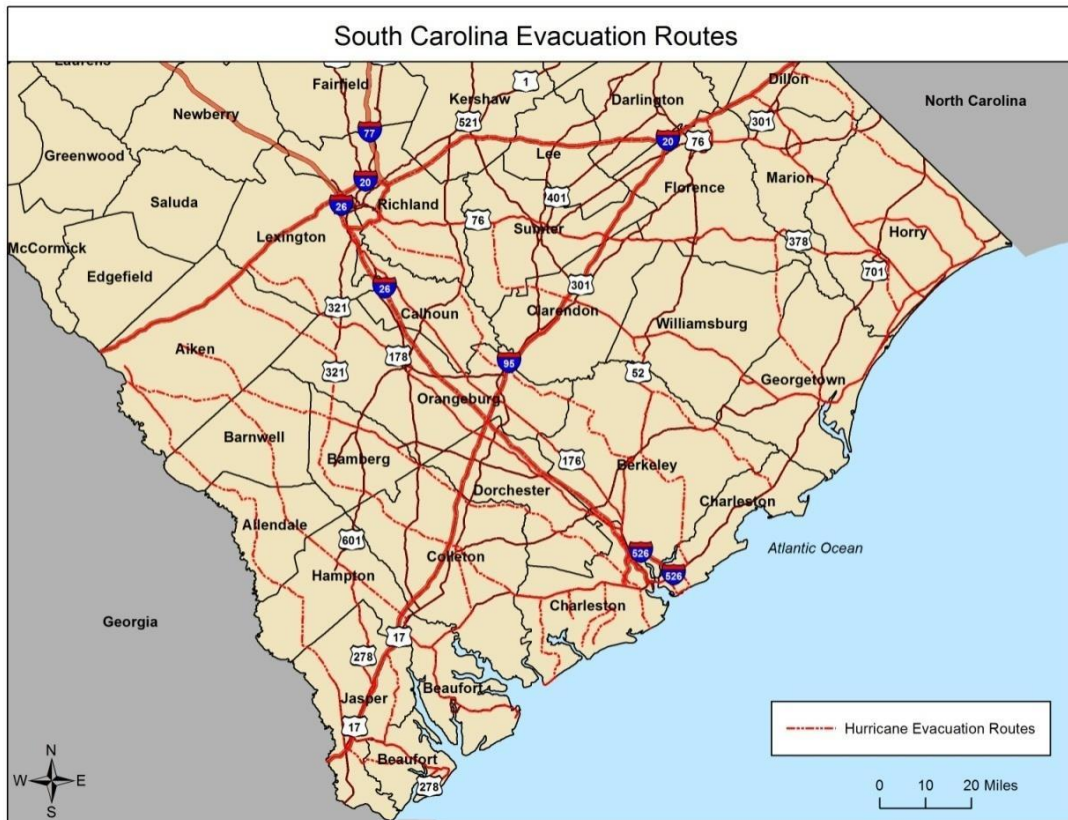 South Carolina Evacuation Routes
Laurens
Fairfield
Kershaw
1
Darlington
Dillon
North Carolina
Newberry
521
301
77
Greenwood
Lee
20
76
20
Marion
Saluda
Florence
26
Richland
401
76
Sumter
Horry
McCormick
Lexington
378
Edgefield
701
26
301
321
Calhoun
Clarendon
Williamsburg
Aiken
178
95
321
52
Georgetown
Orangeburg
Barnwell
Bamberg
176
Berkeley
Dorchester
Charleston
Allendale
601
Colleton
526
Atlantic Ocean
526
Hampton
Charleston
Georgia
17
278
Beaufort
Jasper
17
Hurricane Evacuation Routes
N
Beaufort
W E
278
S
0 10 20 Miles